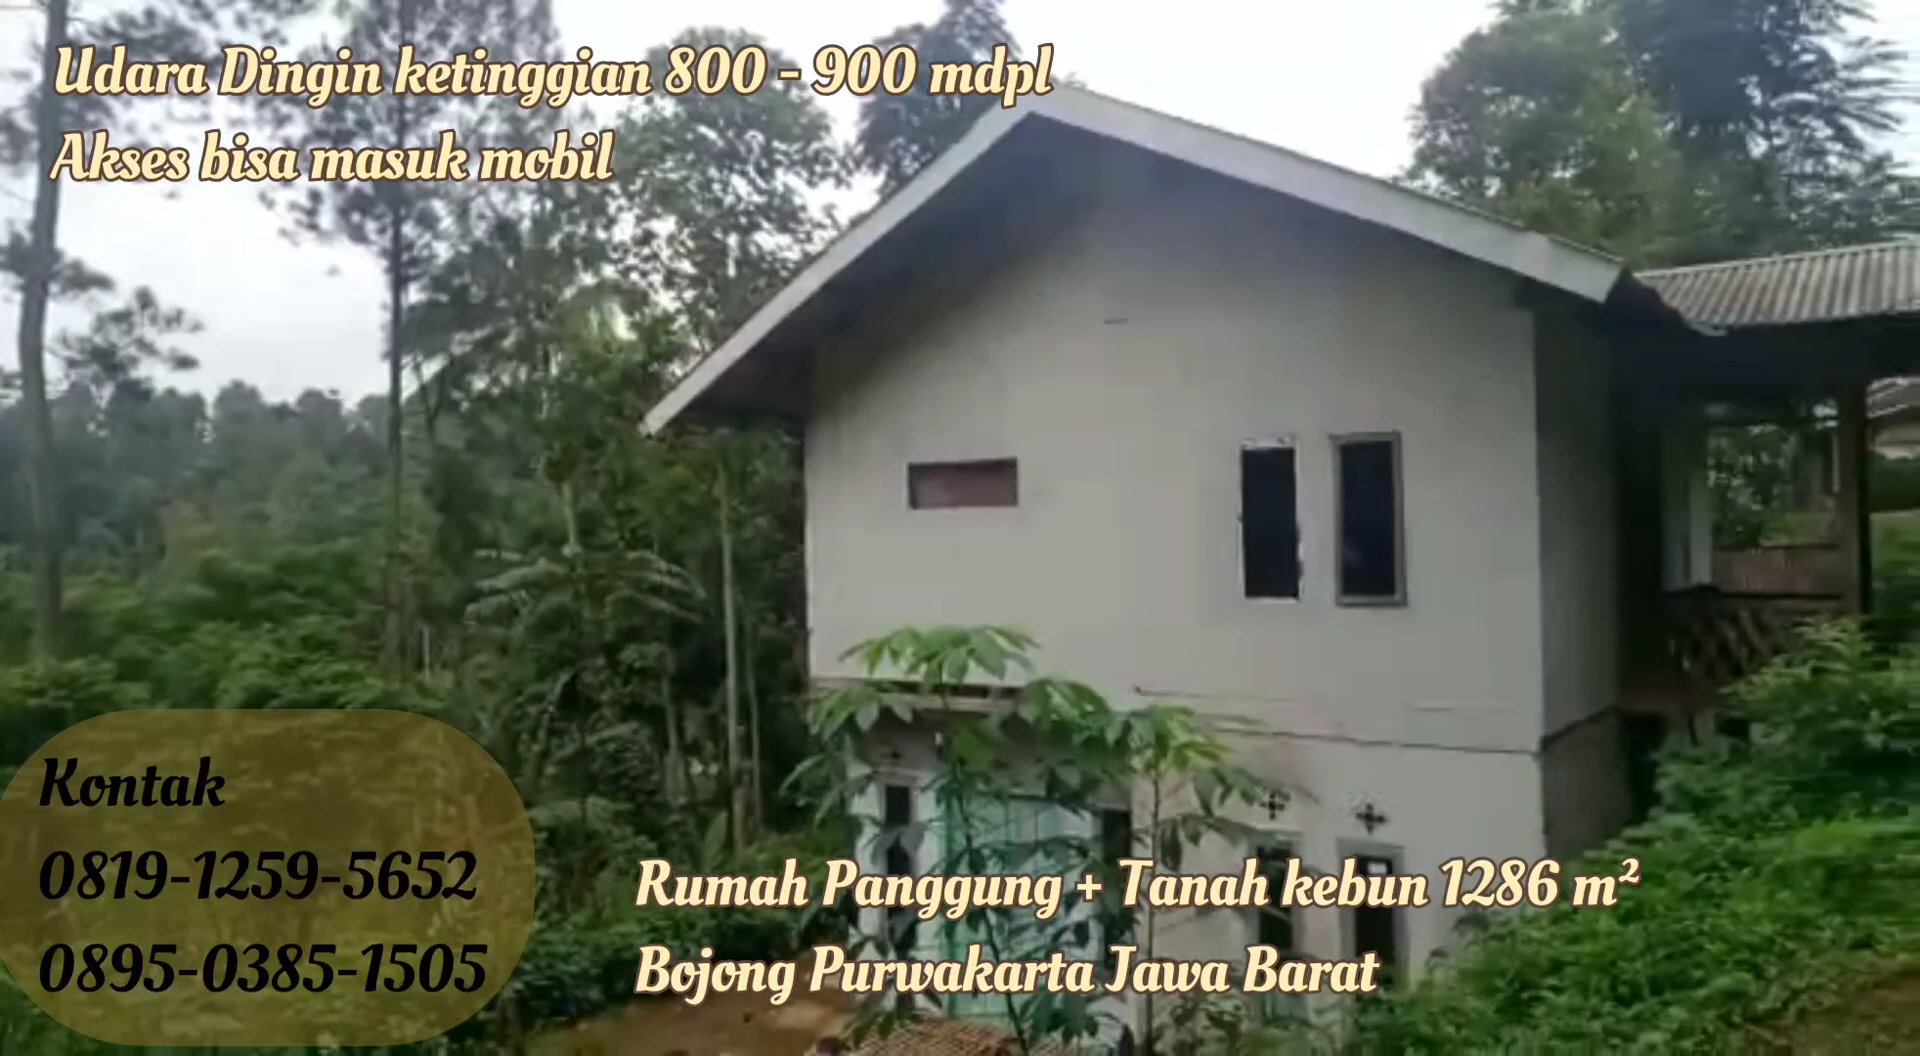 Udara Dingin ketinggian 800 - 900 mdpl
Akses bisa masuk mobil
Kontak
0819-1259-5652
0895-0385-1505
Rumah Panggung + Tanah kebun 1286 m²
Bojong Purwakarta Jawa Barat